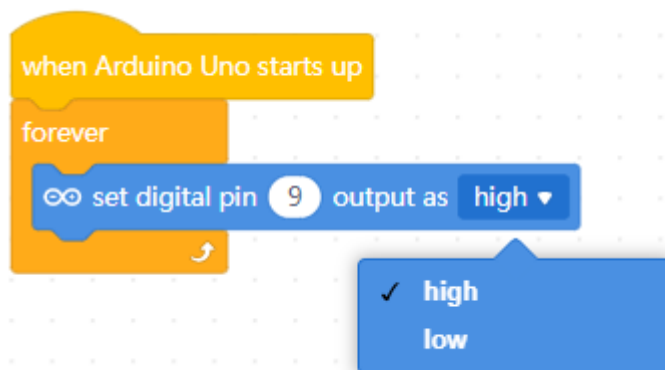 when Arduino Uno starts up
forever
set digital pin 9 output as high
high
low